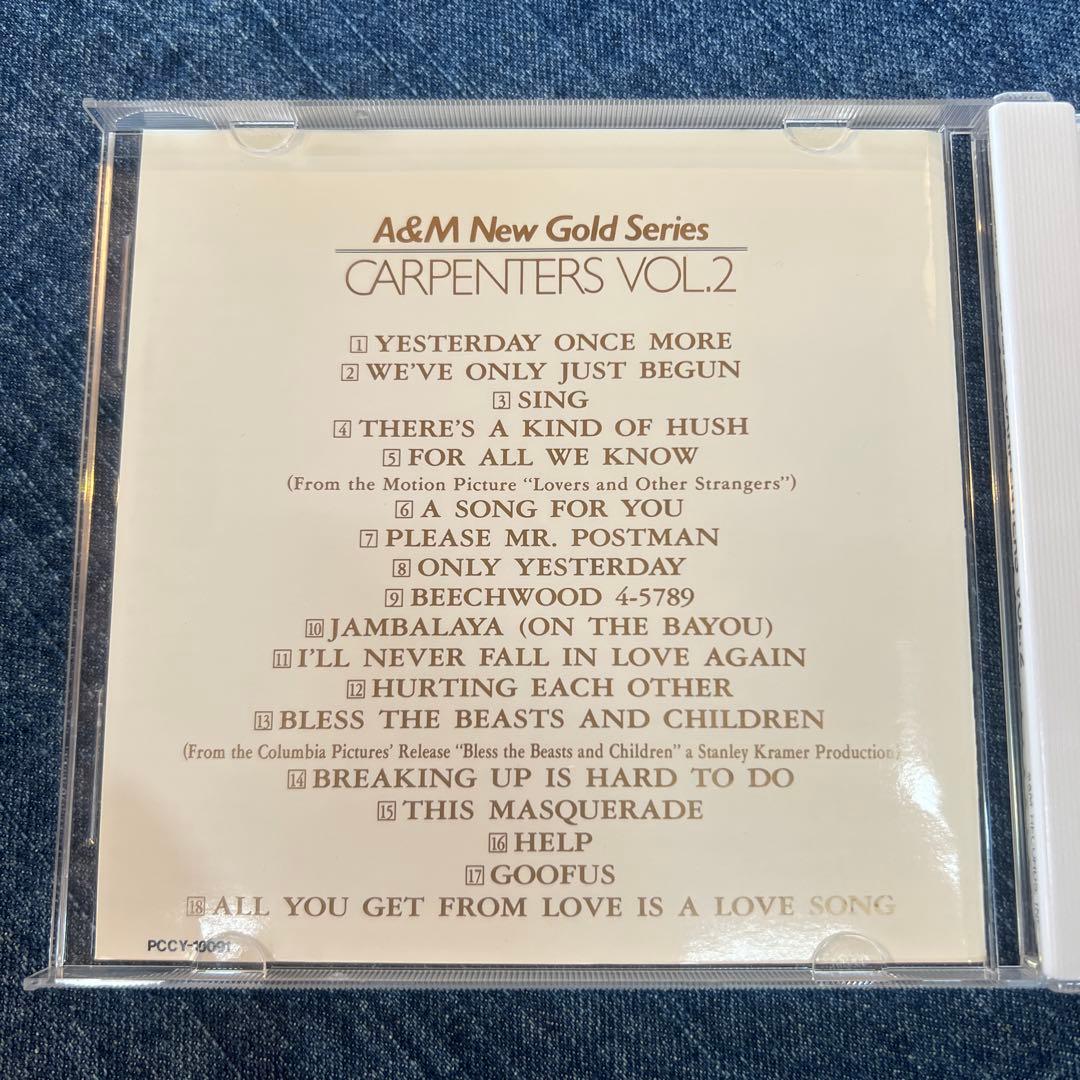 A&M New Gold Series
CARPENTERS VOL.2
1 YESTERDAY ONCE MORE
2 WE'VE ONLY JUST BEGUN
3 SING
4 THERE'S A KIND OF HUSH
5 FOR ALL WE KNOW
(From the Motion Picture "Lovers and Other Strangers")
6 A SONG FOR YOU
7 PLEASE MR. POSTMAN
8 ONLY YESTERDAY
9 BEECHWOOD 4-5789
10 JAMBALAYA (ON THE BAYOU)
11 I'LL NEVER FALL IN LOVE AGAIN
12 HURTING EACH OTHER
13 BLESS THE BEASTS AND CHILDREN
(From the Columbia Pictures' Release "Bless the Beasts and Children" a Stanley Kramer Production)
14 BREAKING UP IS HARD TO DO
15 THIS MASQUERADE
16 HELP
17 GOOFUS
18 ALL YOU GET FROM LOVE IS A LOVE SONG
PCCY-10091